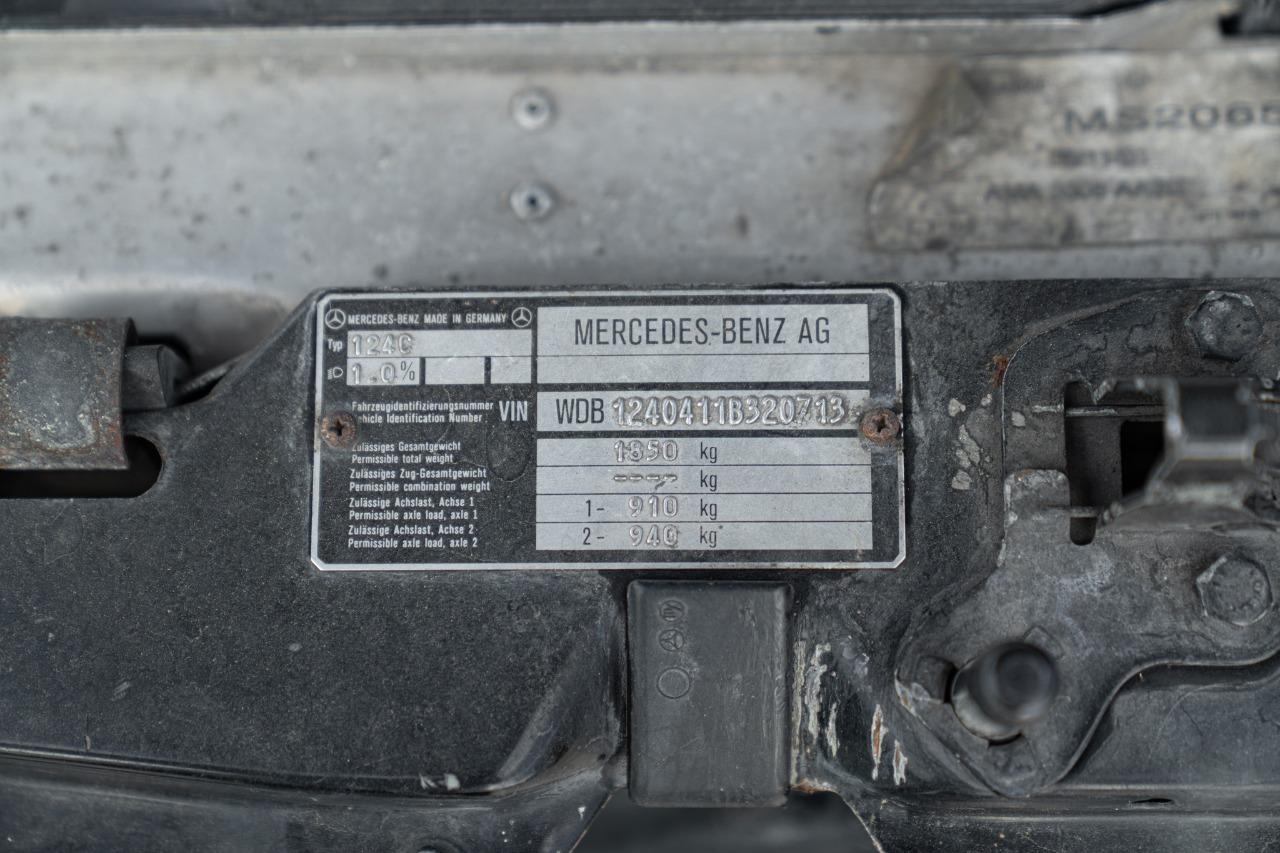 MS2065
MERCEDES-BENZ MADE IN GERMANY
MERCEDES-BENZ AG
Typ 124C
1.0%
Fahrzeugidentifizierungsnummer
Vehicle Identification Number
VIN WDB 1240411B320713
Zulässiges Gesamtgewicht
Permissible total weight
1850 kg
Zulässiges Zug-Gesamtgewicht
Permissible combination weight
---- kg
Zulässige Achslast, Achse 1
Permissible axle load, axle 1
1- 910 kg
Zulässige Achslast, Achse 2
Permissible axle load, axle 2
2- 940 kg